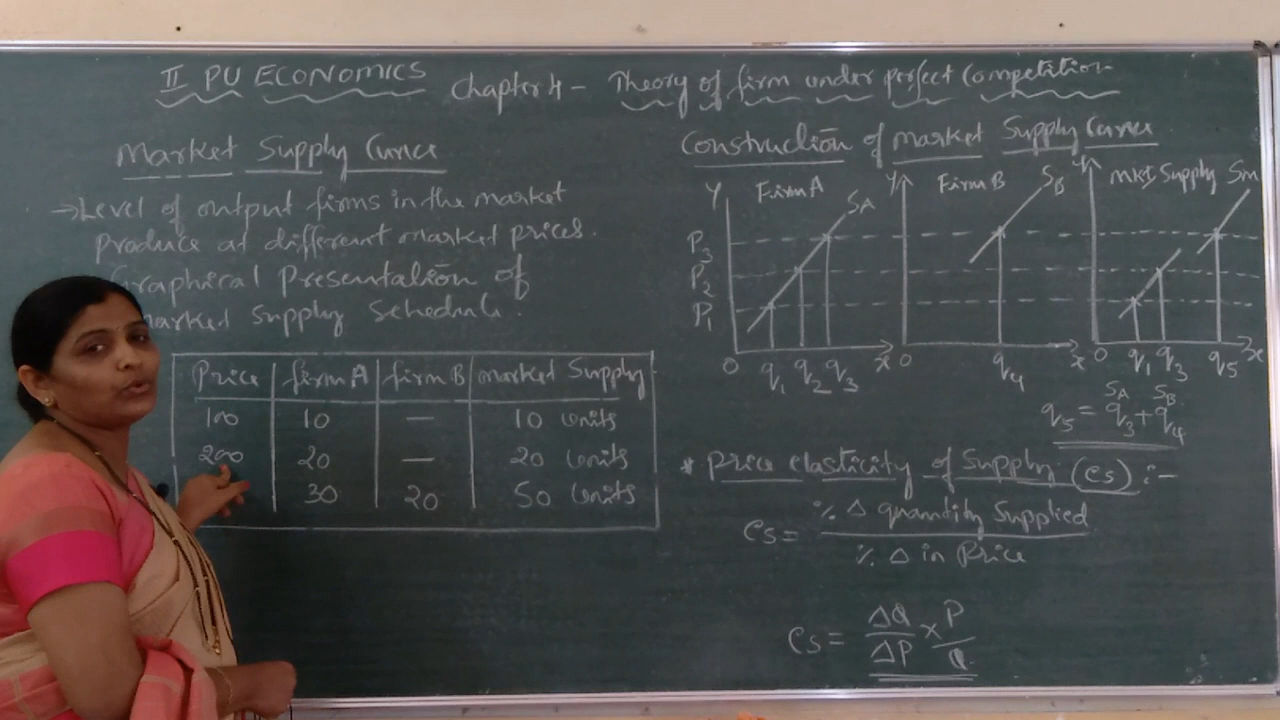 II PU ECONOMICS Chapter 4 - Theory of firm under perfect Competition
Market Supply Curve
→ Level of output firms in the market
produce at different market prices.
Graphical Presentation of
market Supply Schedule.
Price firm A firm B market Supply
100 10 — 10 units
200 20 — 20 units
30 20 50 units
Construction of market Supply Curve
Y Firm A SA
Y Firm B SB
Y mkt Supply Sm
P3
P2
P1
0 q1 q2 q3 x
0 q4 x
0 q1 q3 q5 x
SA SB
q5 = q3 + q4
* Price elasticity of Supply (es) :-
es = % Δ quantity Supplied
% Δ in Price
es = ΔQ/ΔP × P/Q